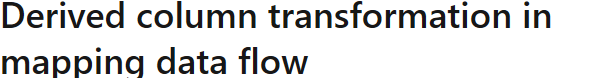 Derived column transformation in
mapping data flow